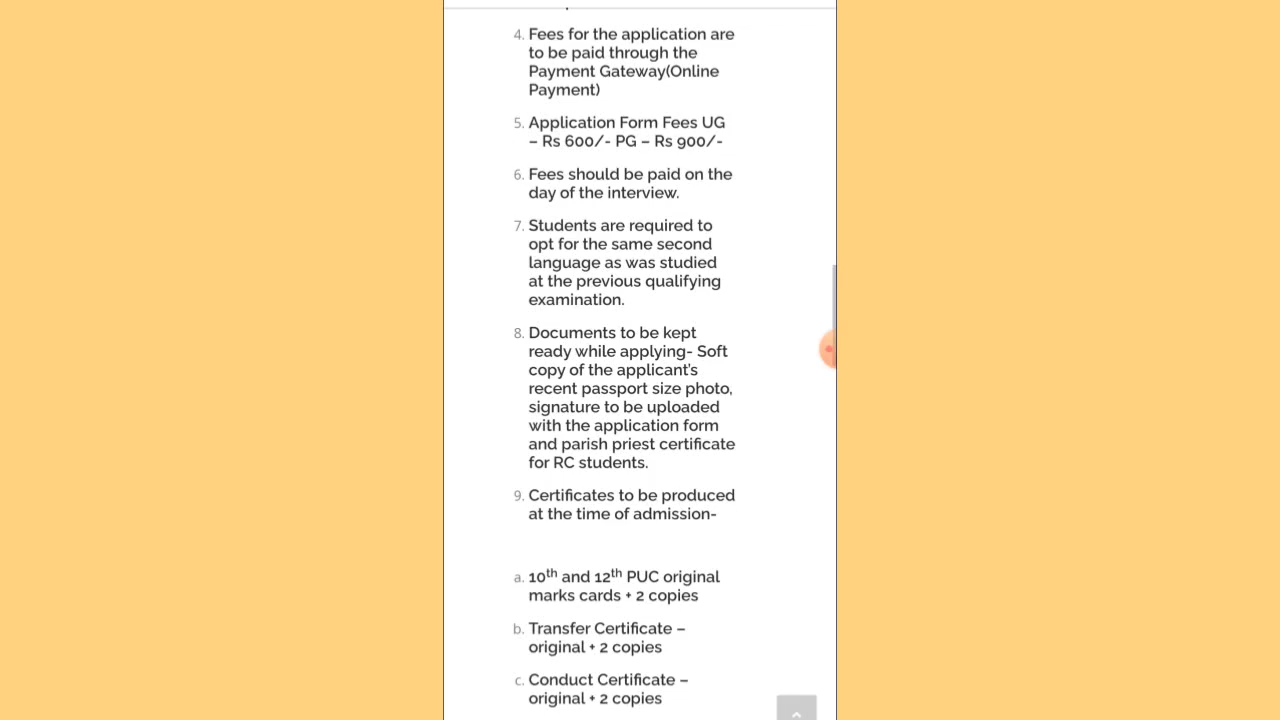 4. Fees for the application are
to be paid through the
Payment Gateway(Online
Payment)
5. Application Form Fees UG
– Rs 600/- PG – Rs 900/-
6. Fees should be paid on the
day of the interview.
7. Students are required to
opt for the same second
language as was studied
at the previous qualifying
examination.
8. Documents to be kept
ready while applying- Soft
copy of the applicant's
recent passport size photo,
signature to be uploaded
with the application form
and parish priest certificate
for RC students.
9. Certificates to be produced
at the time of admission-
a. 10th and 12th PUC original
marks cards + 2 copies
b. Transfer Certificate –
original + 2 copies
c. Conduct Certificate –
original + 2 copies